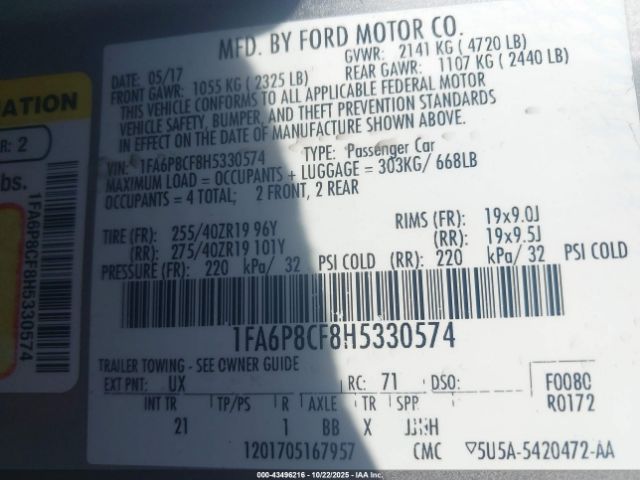 MFD. BY FORD MOTOR CO.
DATE: 05/17
GVWR: 2141 KG ( 4720 LB)
FRONT GAWR: 1055 KG ( 2325 LB)
REAR GAWR: 1107 KG ( 2440 LB)
THIS VEHICLE CONFORMS TO ALL APPLICABLE FEDERAL MOTOR
VEHICLE SAFETY, BUMPER, AND THEFT PREVENTION STANDARDS
IN EFFECT ON THE DATE OF MANUFACTURE SHOWN ABOVE.
VIN: 1FA6P8CF8H5330574
TYPE: Passenger Car
MAXIMUM LOAD = OCCUPANTS + LUGGAGE = 303KG/ 668LB
OCCUPANTS = 4 TOTAL; 2 FRONT, 2 REAR
TIRE (FR): 255/40ZR19 96Y
RIMS (FR): 19x9.0J
(RR): 275/40ZR19 101Y
(RR): 19x9.5J
PRESSURE (FR): 220 kPa/ 32 PSI COLD (RR): 220 kPa/ 32 PSI COLD
1FA6P8CF8H5330574
TRAILER TOWING - SEE OWNER GUIDE
EXT PNT: UX RC: 71 DSO: F0080
R0172
INT TR TP/PS R AXLE TR SPR
21 1 BB X
1201705167957 CMC ▽5U5A-5420472-AA
R: 2
bs.
1FA6P8CF8H5330574
000-43496216 - 10/22/2025 - IAAI.COM